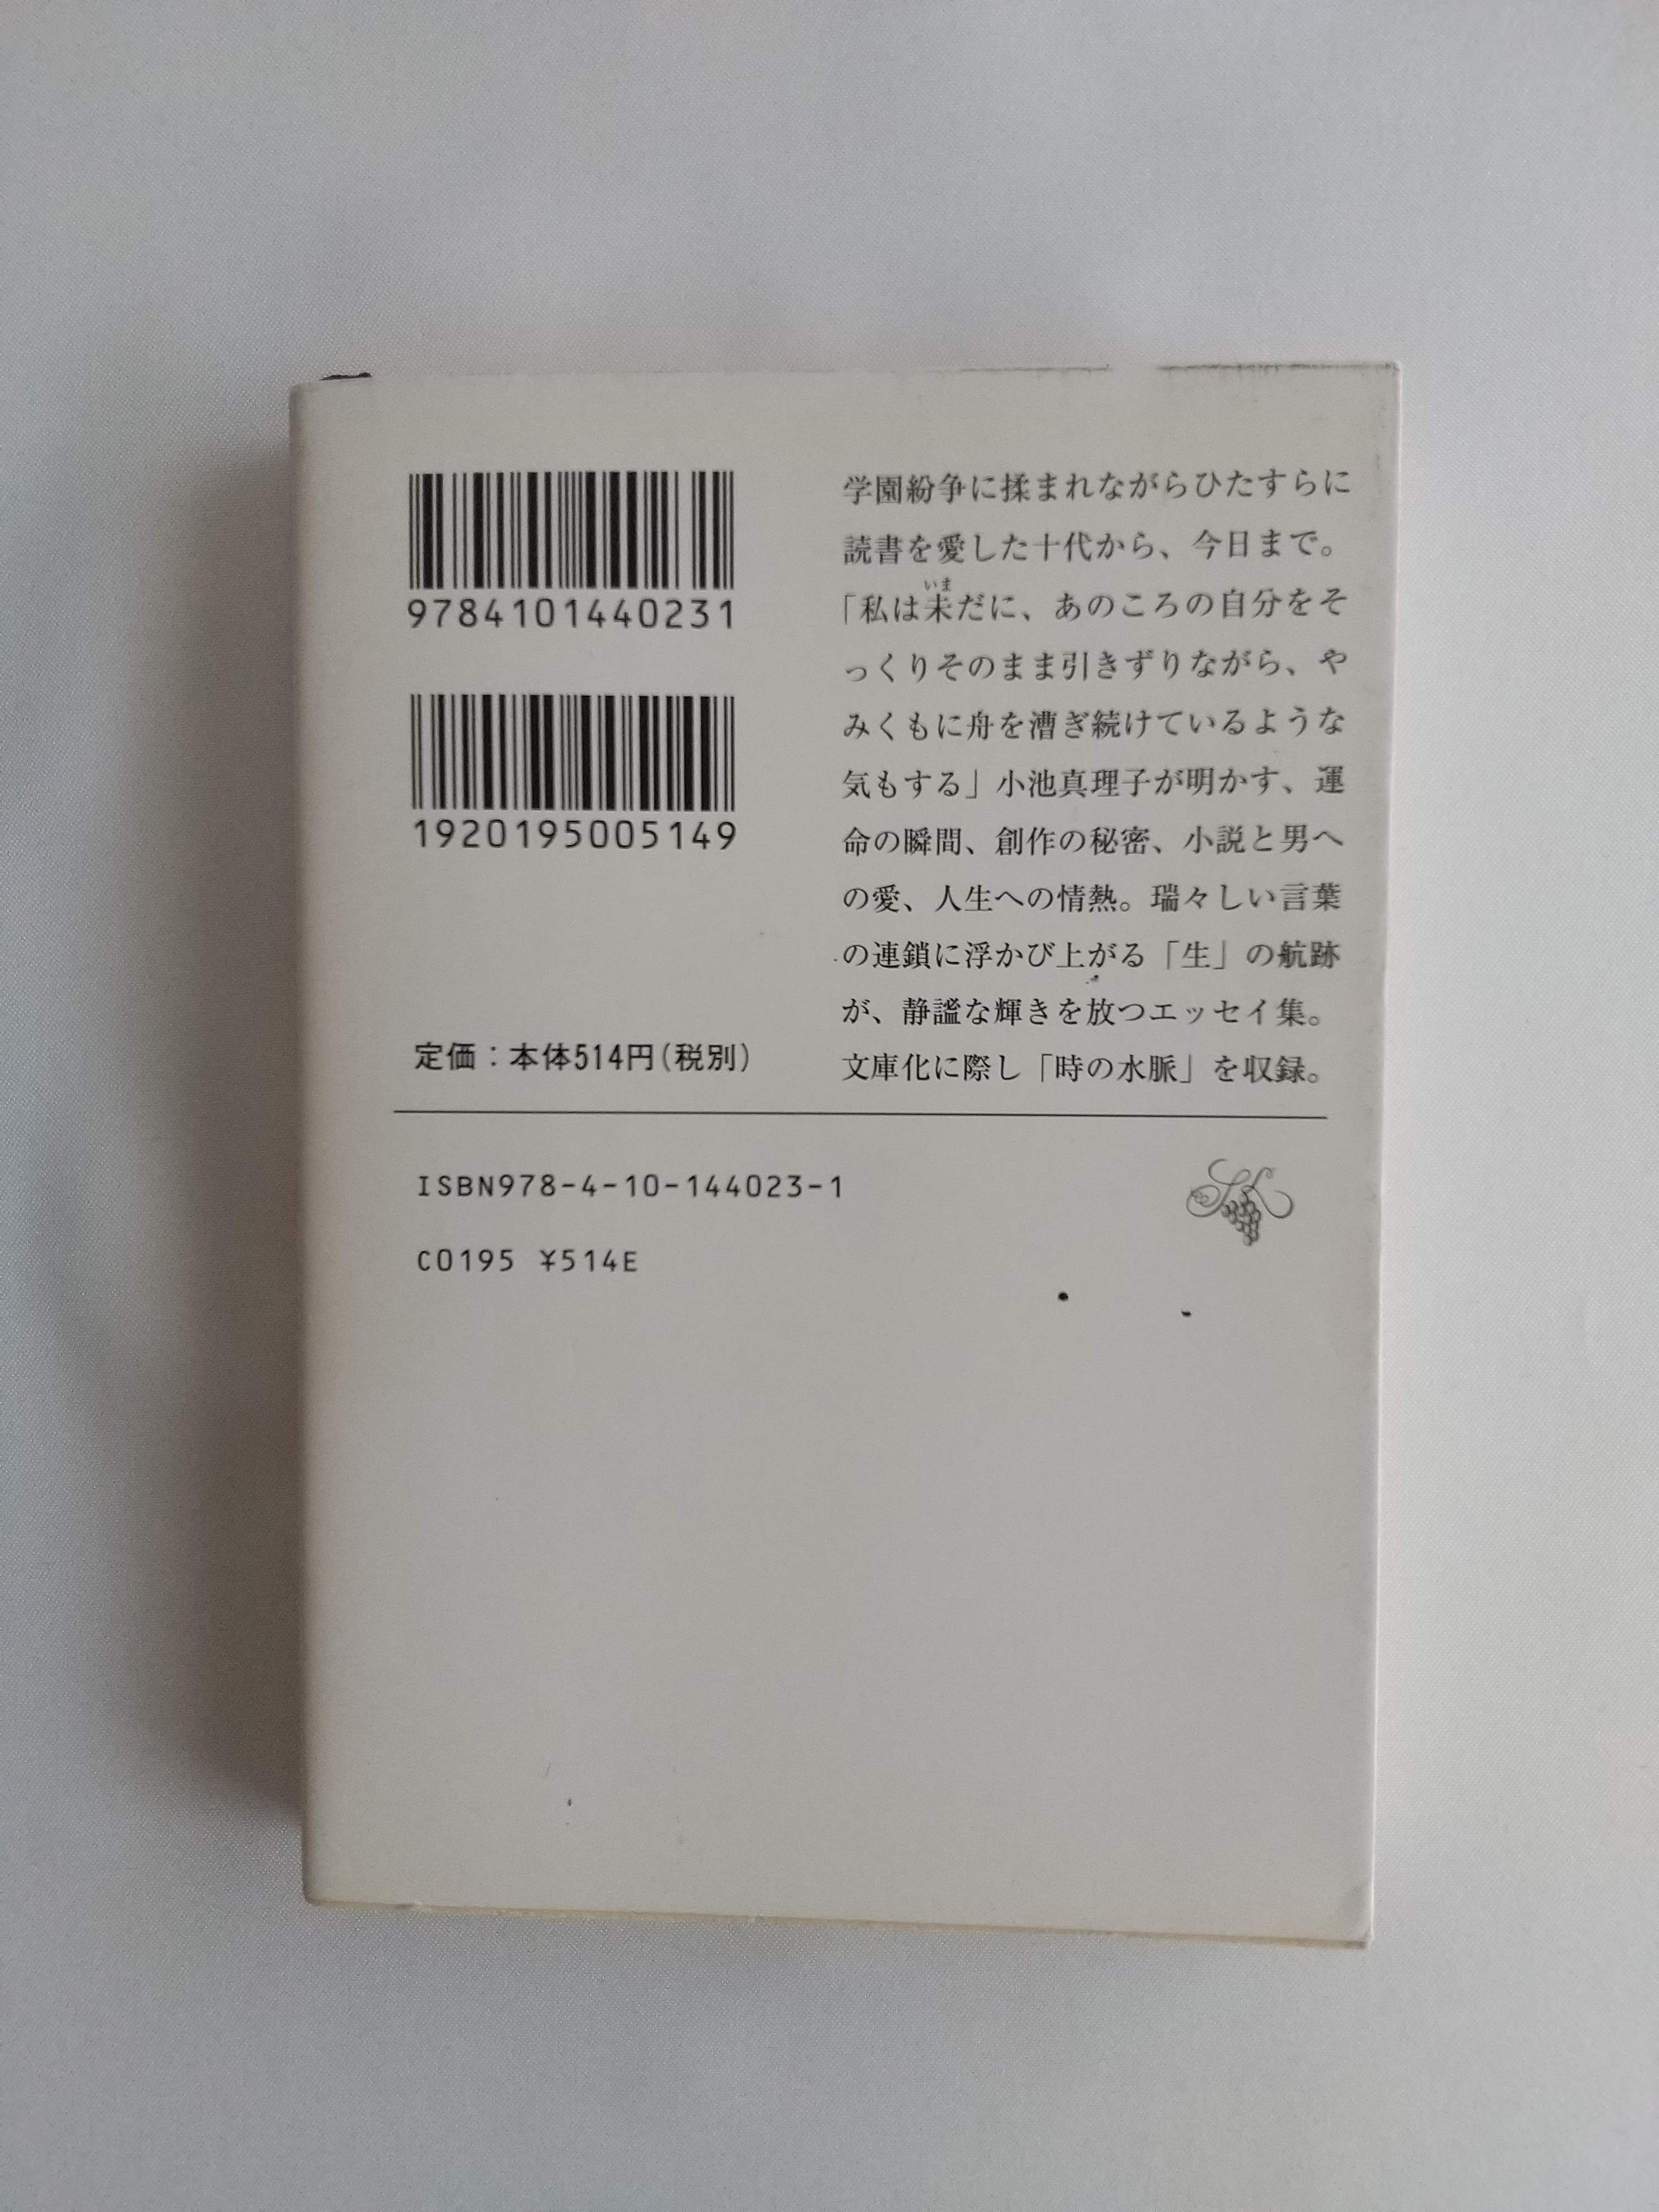 9784101440231
1920195005149
定価：本体514円(税別)
学園紛争に揉まれながらひたすらに
読書を愛した十代から、今日まで。
いま
「私は未だに、あのころの自分をそ
っくりそのまま引きずりながら、や
みくもに舟を漕ぎ続けているような
気もする」小池真理子が明かす、運
命の瞬間、創作の秘密、小説と男へ
の愛、人生への情熱。瑞々しい言葉
の連鎖に浮かび上がる「生」の航跡
が、静謐な輝きを放つエッセイ集。
文庫化に際し「時の水脈」を収録。
ISBN978-4-10-144023-1
C0195 ¥514E